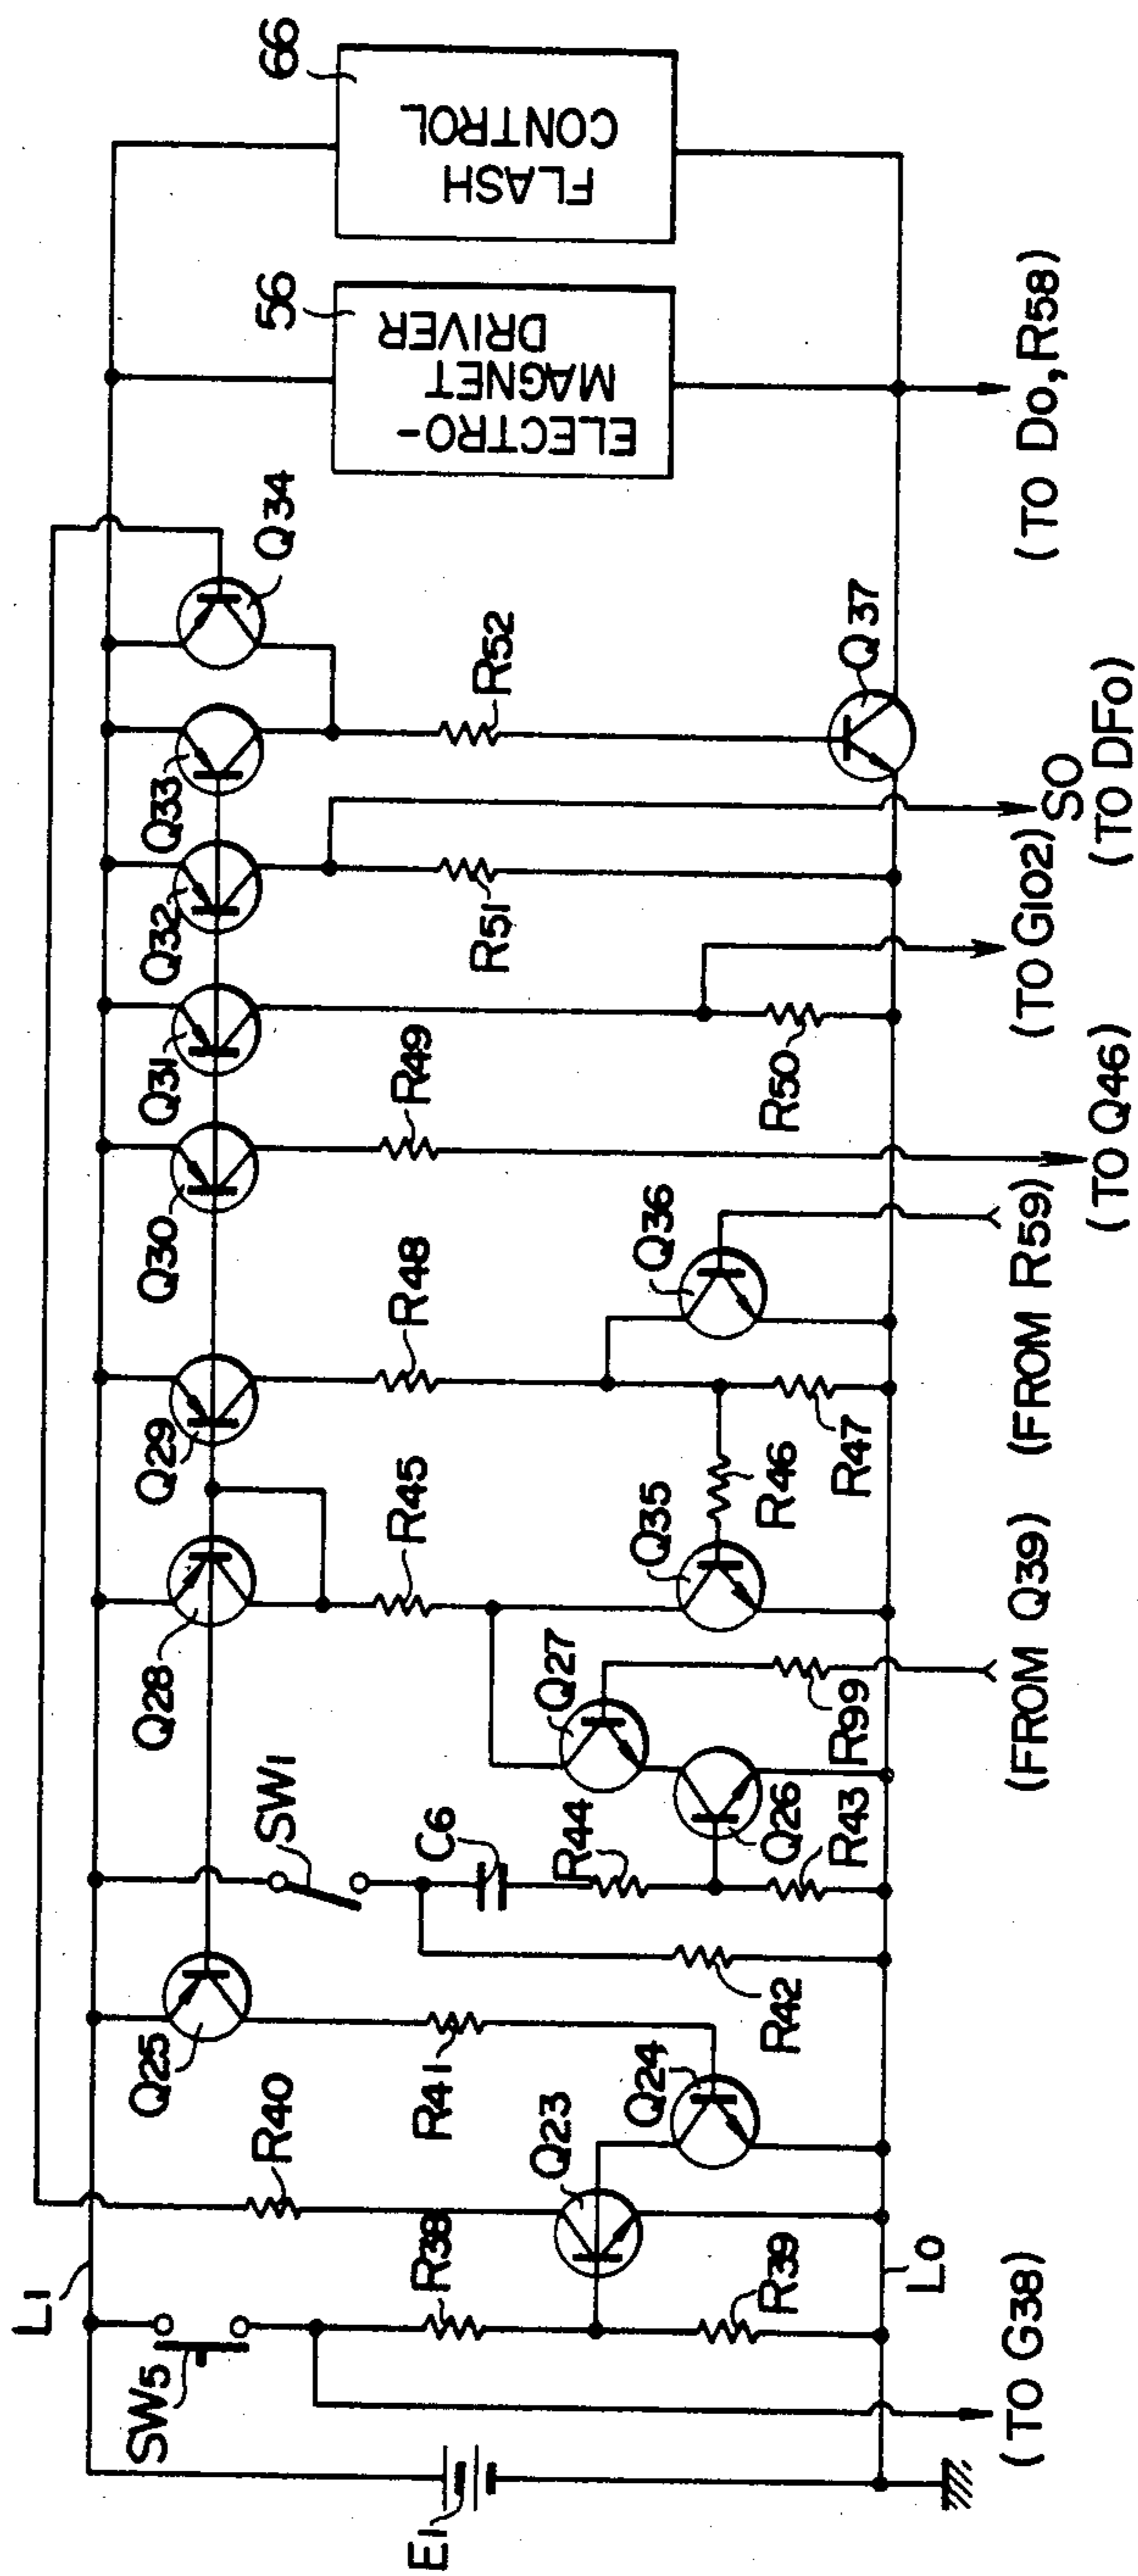 L1
SW5
E1
(TO G38)
R38
R39
L0
R40
Q23
Q24
Q25
R41
R42
SW1
C6
R44
R43
Q26
Q27
R99
(FROM Q39)
Q28
R45
Q35
R46
Q29
R48
R47
Q36
(FROM R59)
Q30
R49
(TO Q46)
Q31
R50
(TO G102)
Q32
R51
SO
(TO DFo)
Q33
Q34
R52
Q37
56
ELECTRO-
MAGNET
DRIVER
(TO Do, R58)
66
FLASH
CONTROL